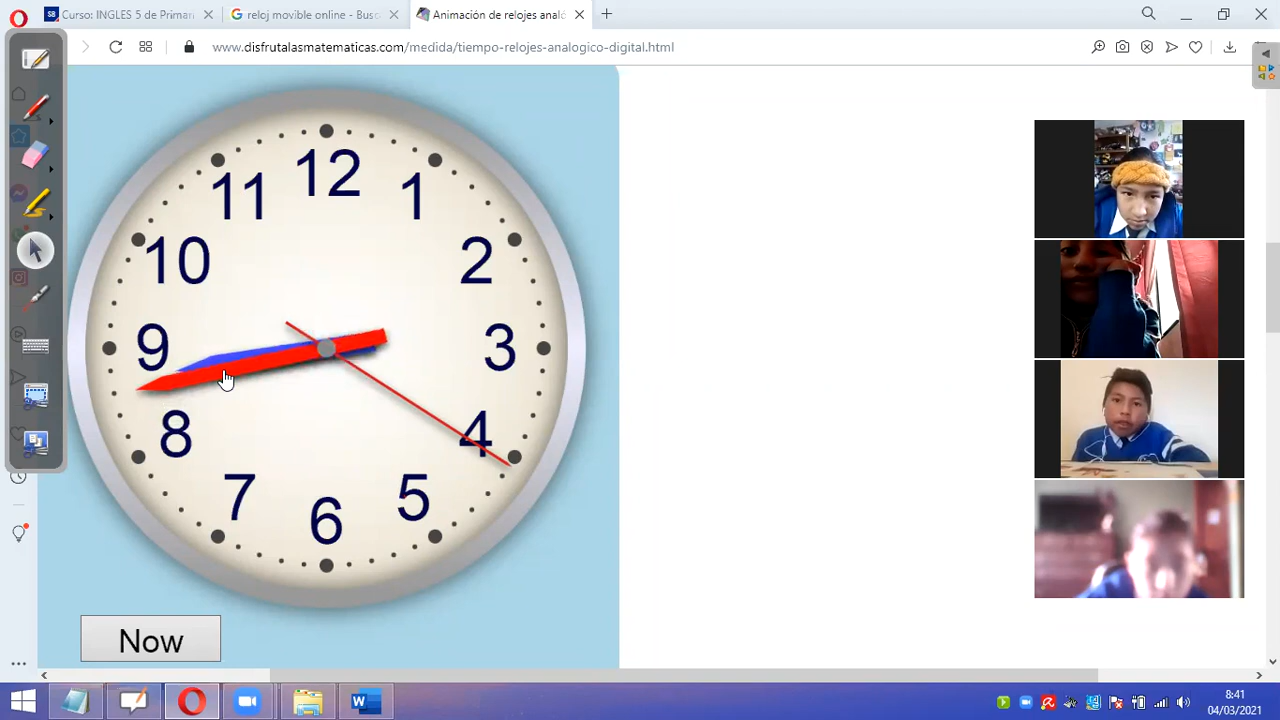 Curso: INGLES 5 de Primari
reloj movible online - Busc
Animación de relojes analó
www.disfrutalasmatematicas.com/medida/tiempo-relojes-analogico-digital.html
12
11
1
10
2
9
3
8
4
7
5
6
Now
8:41
04/03/2021